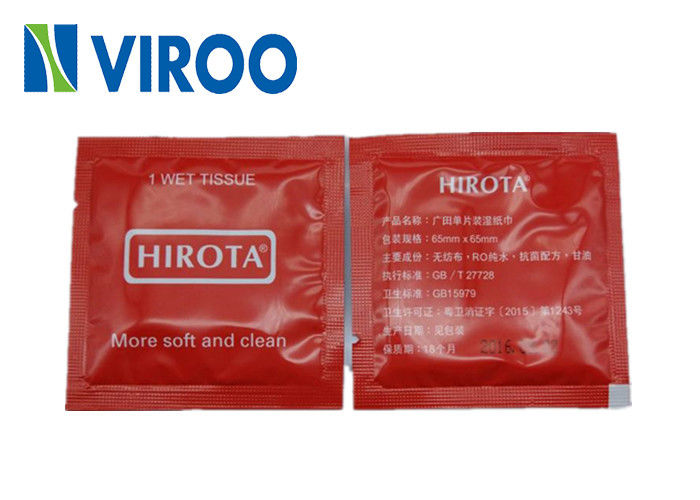 VIROO
1 WET TISSUE
HIROTA®
More soft and clean
HIROTA®
产品名称：广田单片装湿纸巾
包装规格：65mm x 65mm
主要成份：无纺布，RO纯水，抗菌配方，甘油
执行标准：GB／T 27728
卫生标准：GB15979
卫生许可证：粤卫消证字［2015］第1243号
生产日期：见包装
保质期：18个月